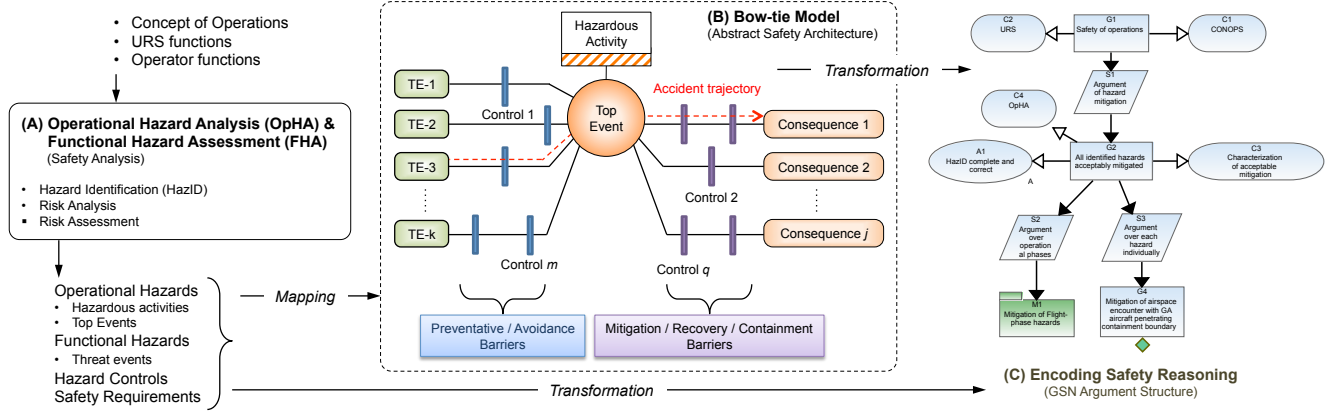 • Concept of Operations
• URS functions
• Operator functions
(A) Operational Hazard Analysis (OpHA) &
Functional Hazard Assessment (FHA)
(Safety Analysis)
• Hazard Identification (HazID)
• Risk Analysis
▪ Risk Assessment
Operational Hazards
• Hazardous activities
• Top Events
Functional Hazards
• Threat events
Hazard Controls
Safety Requirements
Mapping
Transformation
(B) Bow-tie Model
(Abstract Safety Architecture)
Hazardous
Activity
TE-1
TE-2
TE-3
TE-k
Control 1
Control m
Top
Event
Accident trajectory
Control 2
Control q
Consequence 1
Consequence 2
Consequence j
Preventative / Avoidance
Barriers
Mitigation / Recovery / Containment
Barriers
Transformation
C2
URS
G1
Safety of operations
C1
CONOPS
S1
Argument
of hazard
mitigation
C4
OpHA
A1
HazID complete and
correct
A
G2
All identified hazards
acceptably mitigated
C3
Characterization
of acceptable
mitigation
S2
Argument
over
operation
al phases
S3
Argument
over each
hazard
individually
M1
Mitigation of Flight-
phase hazards
G4
Mitigation of airspace
encounter with GA
aircraft penetrating
containment boundary
(C) Encoding Safety Reasoning
(GSN Argument Structure)